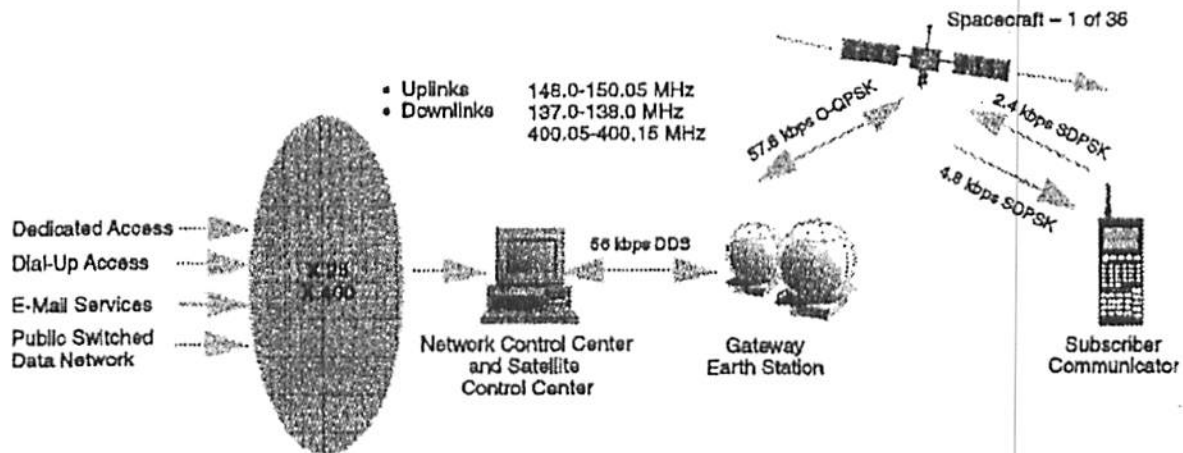 Spacecraft – 1 of 36
• Uplinks 148.0-150.05 MHz
• Downlinks 137.0-138.0 MHz
400.05-400.15 MHz
57.6 kbps O-QPSK
2.4 kbps SDPSK
4.8 kbps SDPSK
Dedicated Access
Dial-Up Access
E-Mail Services
Public Switched
Data Network
X.400
56 kbps DDS
Network Control Center
and Satellite
Control Center
Gateway
Earth Station
Subscriber
Communicator